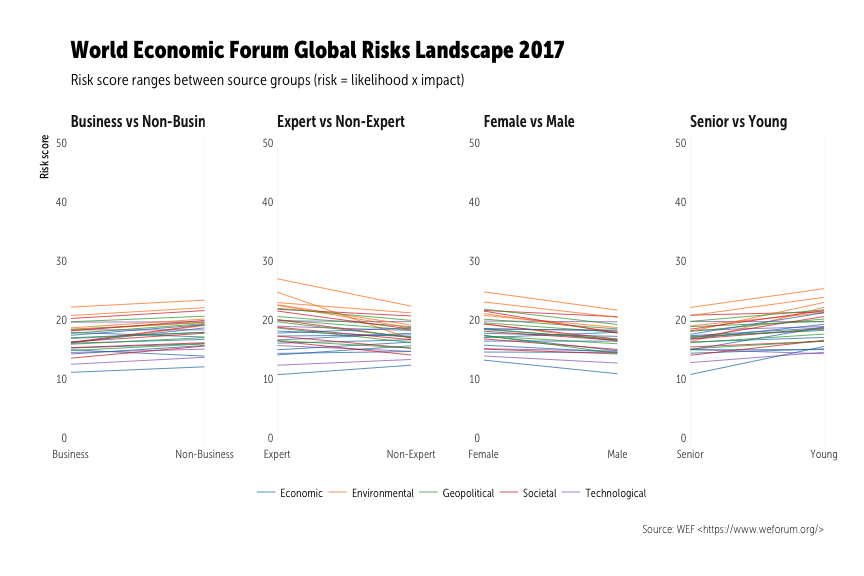 World Economic Forum Global Risks Landscape 2017
Risk score ranges between source groups (risk = likelihood x impact)
Business vs Non-Busin
Expert vs Non-Expert
Female vs Male
Senior vs Young
Risk score
50
40
30
20
10
0
50
40
30
20
10
0
50
40
30
20
10
0
50
40
30
20
10
0
Business
Non-Business
Expert
Non-Expert
Female
Male
Senior
Young
Economic Environmental Geopolitical Societal Technological
Source: WEF <https://www.weforum.org/>